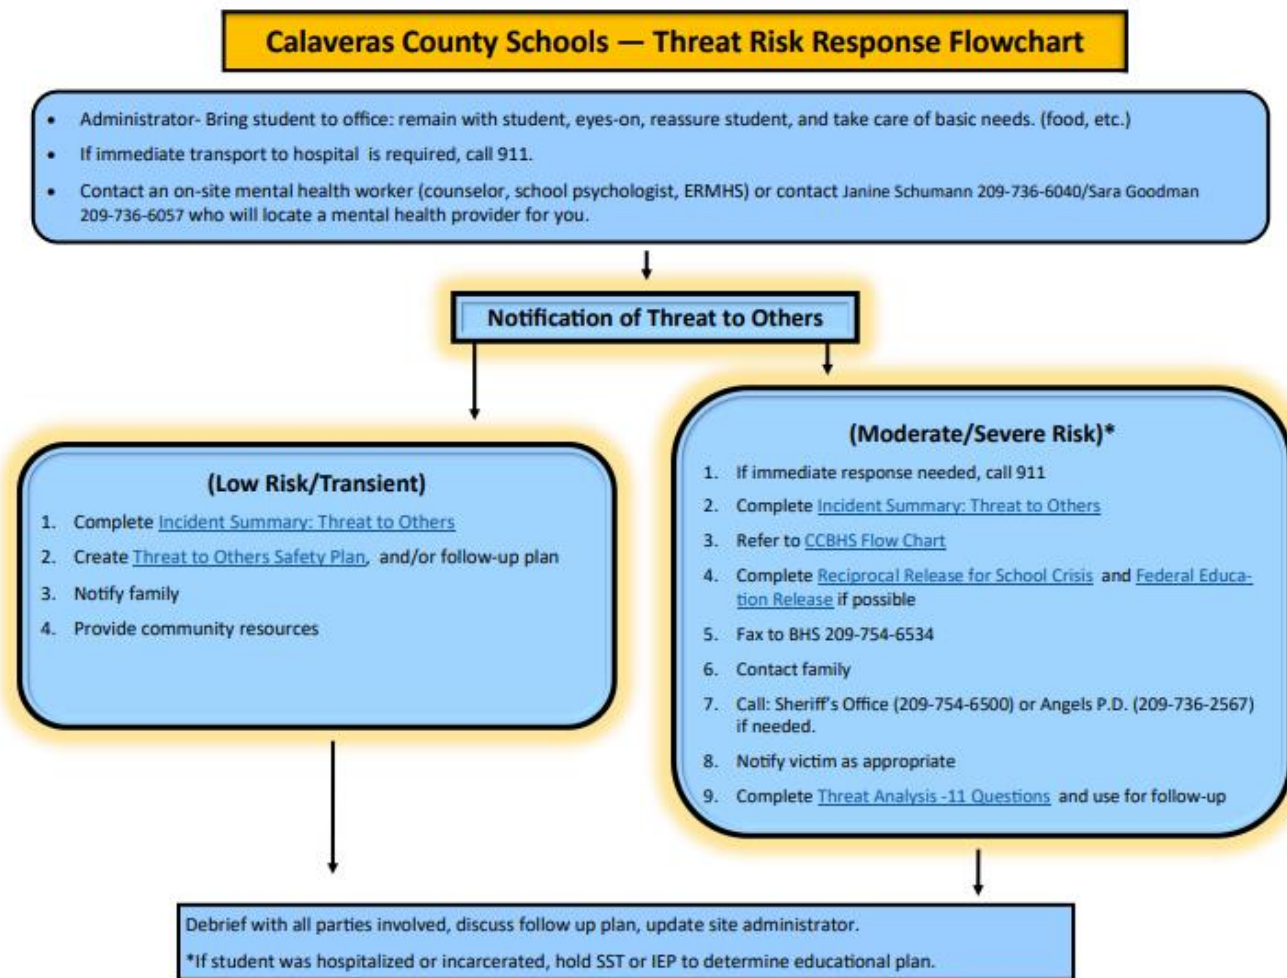 Calaveras County Schools — Threat Risk Response Flowchart
• Administrator- Bring student to office: remain with student, eyes-on, reassure student, and take care of basic needs. (food, etc.)
• If immediate transport to hospital is required, call 911.
• Contact an on-site mental health worker (counselor, school psychologist, ERMHS) or contact Janine Schumann 209-736-6040/Sara Goodman
209-736-6057 who will locate a mental health provider for you.
Notification of Threat to Others
(Low Risk/Transient)
1. Complete Incident Summary: Threat to Others
2. Create Threat to Others Safety Plan, and/or follow-up plan
3. Notify family
4. Provide community resources
(Moderate/Severe Risk)*
1. If immediate response needed, call 911
2. Complete Incident Summary: Threat to Others
3. Refer to CCBHS Flow Chart
4. Complete Reciprocal Release for School Crisis and Federal Educa-
tion Release if possible
5. Fax to BHS 209-754-6534
6. Contact family
7. Call: Sheriff's Office (209-754-6500) or Angels P.D. (209-736-2567)
if needed.
8. Notify victim as appropriate
9. Complete Threat Analysis -11 Questions and use for follow-up
Debrief with all parties involved, discuss follow up plan, update site administrator.
*If student was hospitalized or incarcerated, hold SST or IEP to determine educational plan.